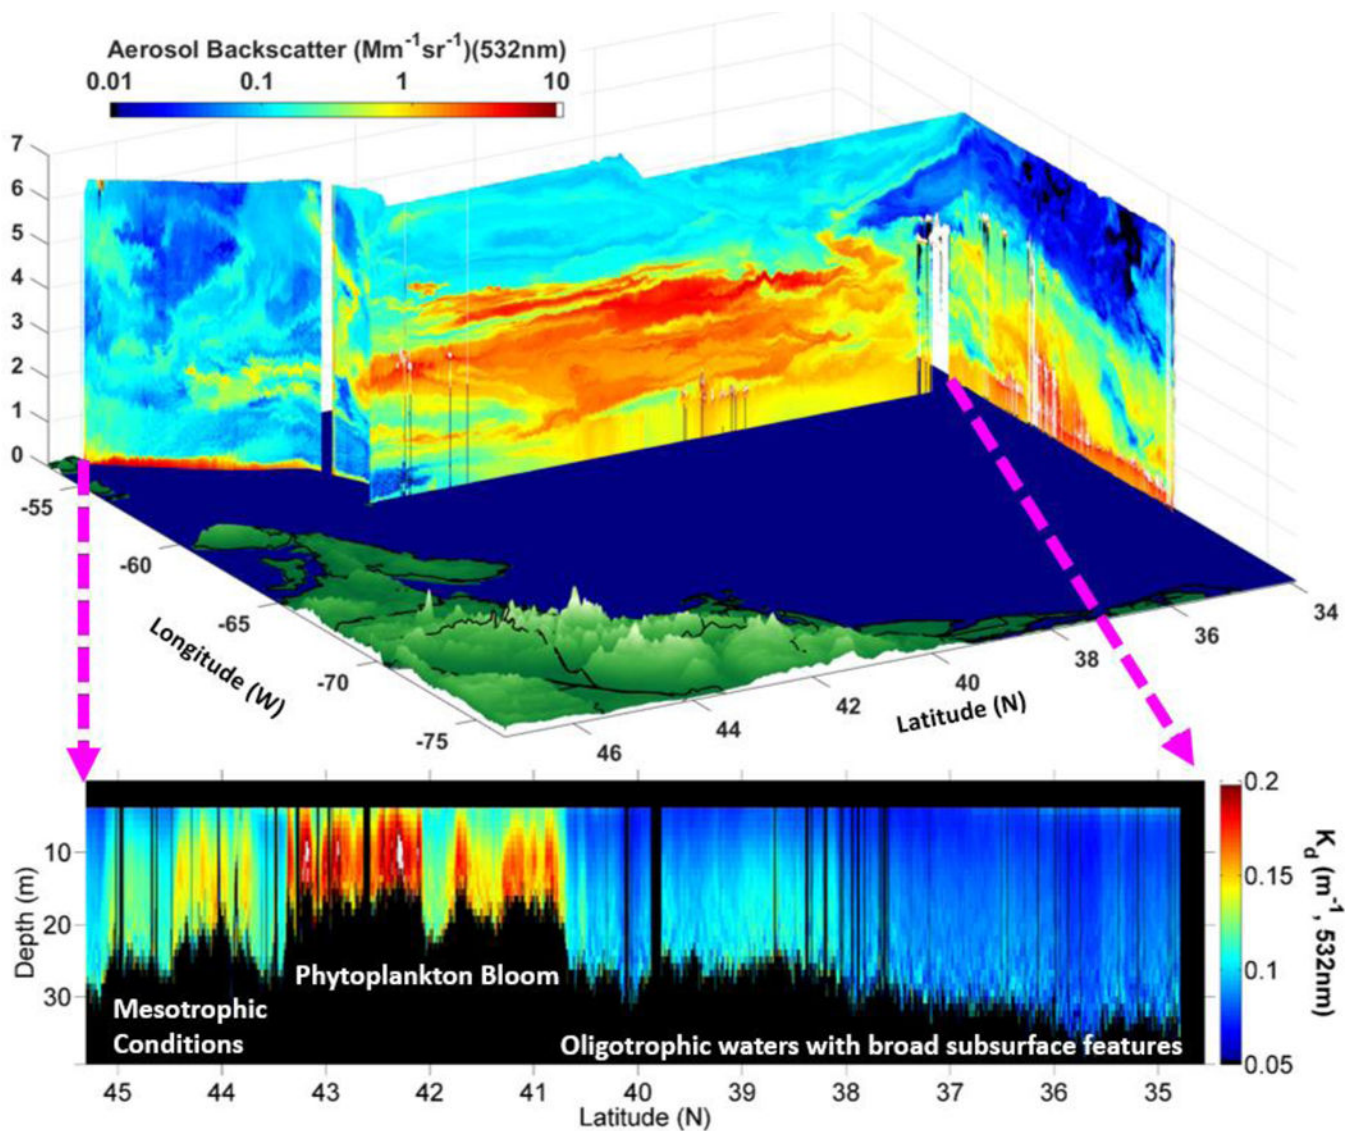 Aerosol Backscatter (Mm⁻¹sr⁻¹)(532nm)
0.01 0.1 1 10
7
6
5
4
3
2
1
0
-55
-60
-65
-70
-75
Longitude (W)
46 44 42 40 38 36 34
Latitude (N)
10
20
30
Depth (m)
Phytoplankton Bloom
Mesotrophic
Conditions
Oligotrophic waters with broad subsurface features
45 44 43 42 41 40 39 38 37 36 35
Latitude (N)
0.2
0.15
0.1
0.05
K_d (m⁻¹, 532nm)